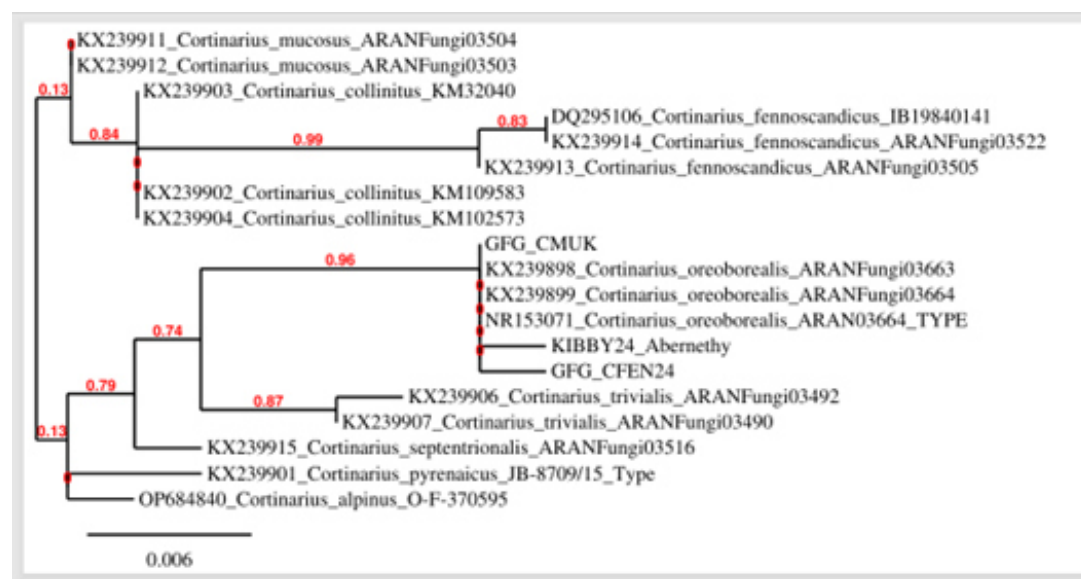 KX239911_Cortinarius_mucosus_ARANFungi03504
KX239912_Cortinarius_mucosus_ARANFungi03503
0.13
KX239903_Cortinarius_collinitus_KM32040
DQ295106_Cortinarius_fennoscandicus_IB19840141
0.83
0.84
0.99
KX239914_Cortinarius_fennoscandicus_ARANFungi03522
KX239913_Cortinarius_fennoscandicus_ARANFungi03505
KX239902_Cortinarius_collinitus_KM109583
KX239904_Cortinarius_collinitus_KM102573
GFG_CMUK
0.96
KX239898_Cortinarius_oreoborealis_ARANFungi03663
KX239899_Cortinarius_oreoborealis_ARANFungi03664
NR153071_Cortinarius_oreoborealis_ARAN03664_TYPE
0.74
KIBBY24_Abernethy
GFG_CFEN24
0.79
KX239906_Cortinarius_trivialis_ARANFungi03492
0.87
KX239907_Cortinarius_trivialis_ARANFungi03490
0.13
KX239915_Cortinarius_septentrionalis_ARANFungi03516
KX239901_Cortinarius_pyrenaicus_JB-8709/15_Type
OP684840_Cortinarius_alpinus_O-F-370595
0.006